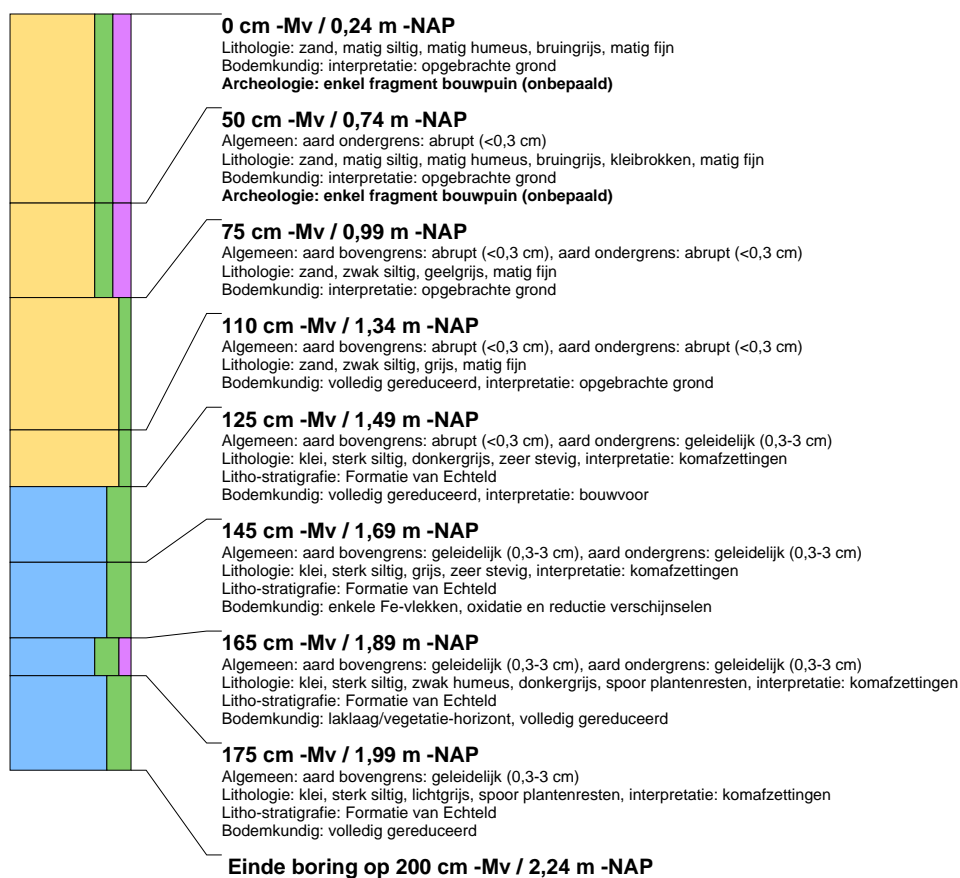 0 cm -Mv / 0,24 m -NAP
Lithologie: zand, matig siltig, matig humeus, bruingrijs, matig fijn
Bodemkundig: interpretatie: opgebrachte grond
Archeologie: enkel fragment bouwpuin (onbepaald)
50 cm -Mv / 0,74 m -NAP
Algemeen: aard ondergrens: abrupt (<0,3 cm)
Lithologie: zand, matig siltig, matig humeus, bruingrijs, kleibrokken, matig fijn
Bodemkundig: interpretatie: opgebrachte grond
Archeologie: enkel fragment bouwpuin (onbepaald)
75 cm -Mv / 0,99 m -NAP
Algemeen: aard bovengrens: abrupt (<0,3 cm), aard ondergrens: abrupt (<0,3 cm)
Lithologie: zand, zwak siltig, geelgrijs, matig fijn
Bodemkundig: interpretatie: opgebrachte grond
110 cm -Mv / 1,34 m -NAP
Algemeen: aard bovengrens: abrupt (<0,3 cm), aard ondergrens: abrupt (<0,3 cm)
Lithologie: zand, zwak siltig, grijs, matig fijn
Bodemkundig: volledig gereduceerd, interpretatie: opgebrachte grond
125 cm -Mv / 1,49 m -NAP
Algemeen: aard bovengrens: abrupt (<0,3 cm), aard ondergrens: geleidelijk (0,3-3 cm)
Lithologie: klei, sterk siltig, donkergrijs, zeer stevig, interpretatie: komafzettingen
Litho-stratigrafie: Formatie van Echteld
Bodemkundig: volledig gereduceerd, interpretatie: bouwvoor
145 cm -Mv / 1,69 m -NAP
Algemeen: aard bovengrens: geleidelijk (0,3-3 cm), aard ondergrens: geleidelijk (0,3-3 cm)
Lithologie: klei, sterk siltig, grijs, zeer stevig, interpretatie: komafzettingen
Litho-stratigrafie: Formatie van Echteld
Bodemkundig: enkele Fe-vlekken, oxidatie en reductie verschijnselen
165 cm -Mv / 1,89 m -NAP
Algemeen: aard bovengrens: geleidelijk (0,3-3 cm), aard ondergrens: geleidelijk (0,3-3 cm)
Lithologie: klei, sterk siltig, zwak humeus, donkergrijs, spoor plantenresten, interpretatie: komafzettingen
Litho-stratigrafie: Formatie van Echteld
Bodemkundig: laklaag/vegetatie-horizont, volledig gereduceerd
175 cm -Mv / 1,99 m -NAP
Algemeen: aard bovengrens: geleidelijk (0,3-3 cm)
Lithologie: klei, sterk siltig, lichtgrijs, spoor plantenresten, interpretatie: komafzettingen
Litho-stratigrafie: Formatie van Echteld
Bodemkundig: volledig gereduceerd
Einde boring op 200 cm -Mv / 2,24 m -NAP